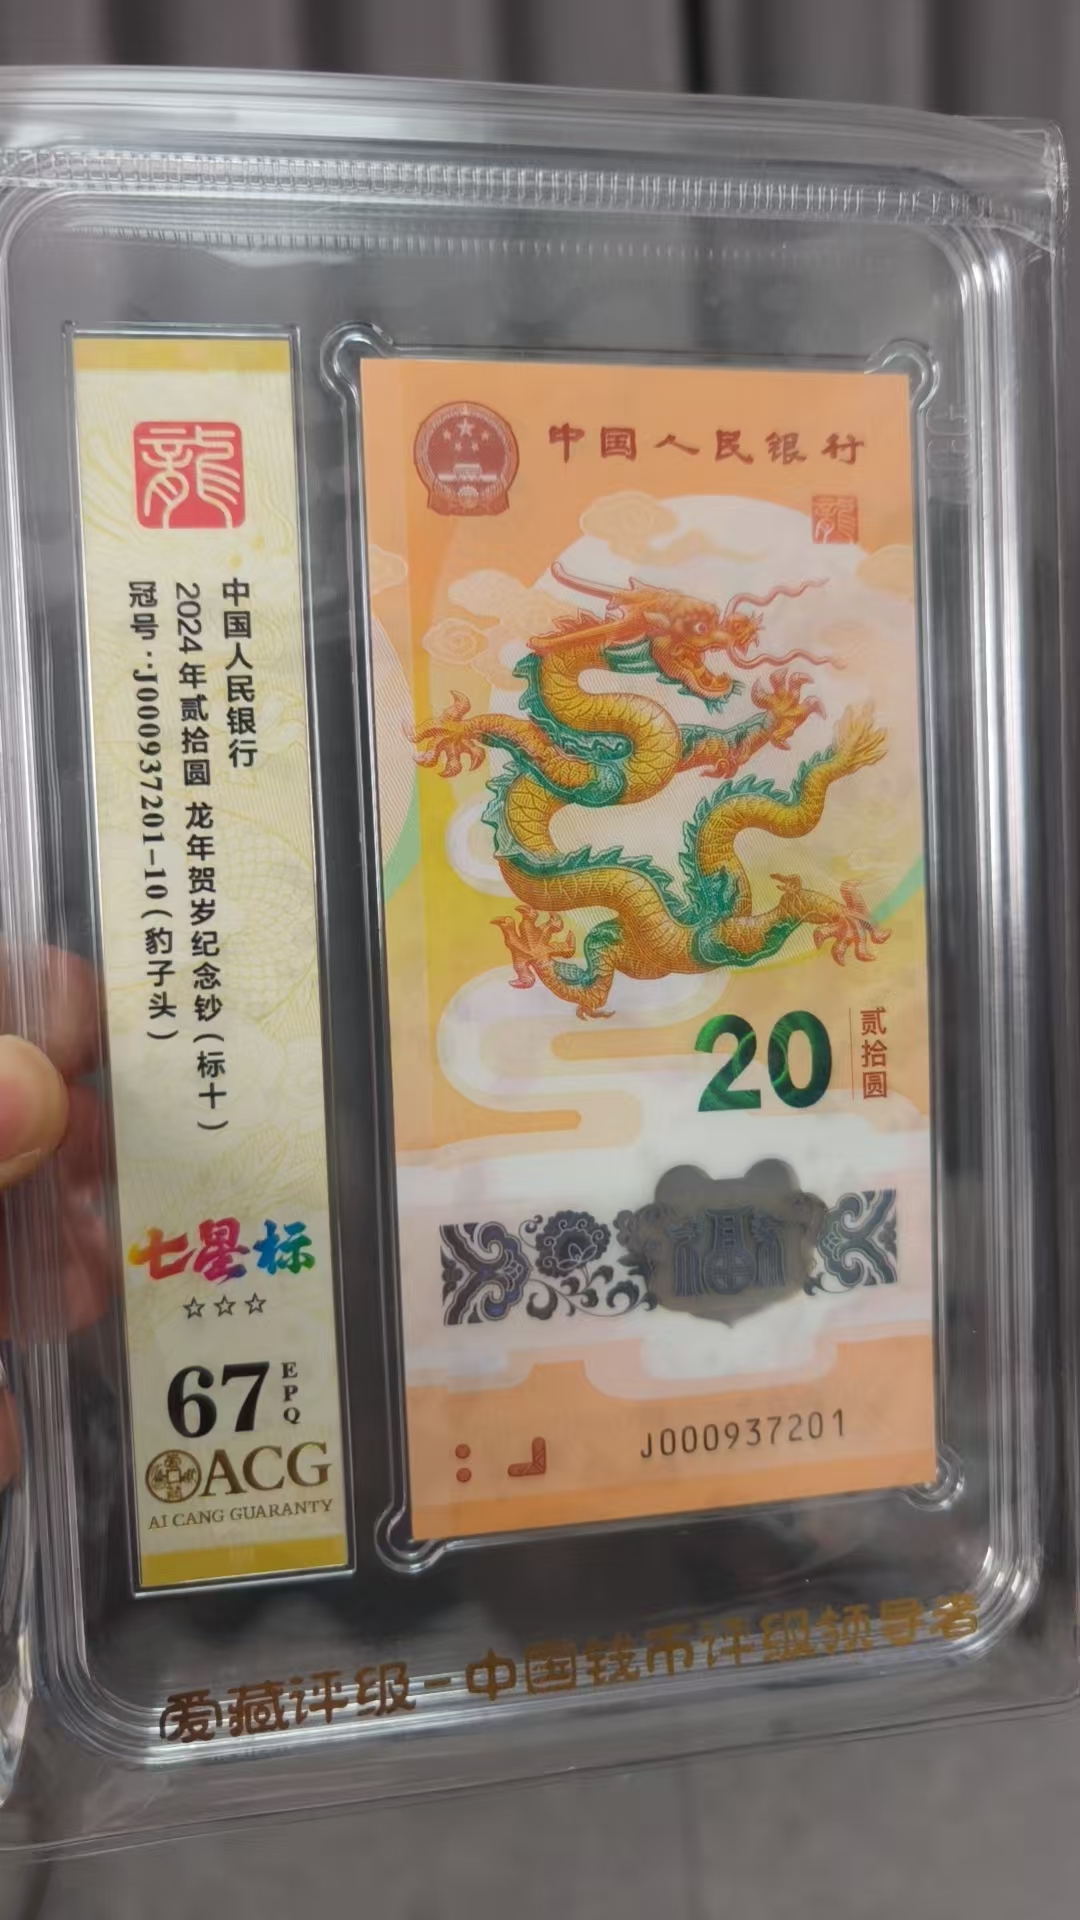 龍
中国人民银行
2024年贰拾圆 龙年贺岁纪念钞(标十)
冠号:J000937201-10(豹子头)
七星标
☆☆☆
67 EPQ
ACG
AI CANG GUARANTY
中国人民银行
龍
20 贰拾圆
福
J000937201
爱藏评级-中国钱币评级领导者